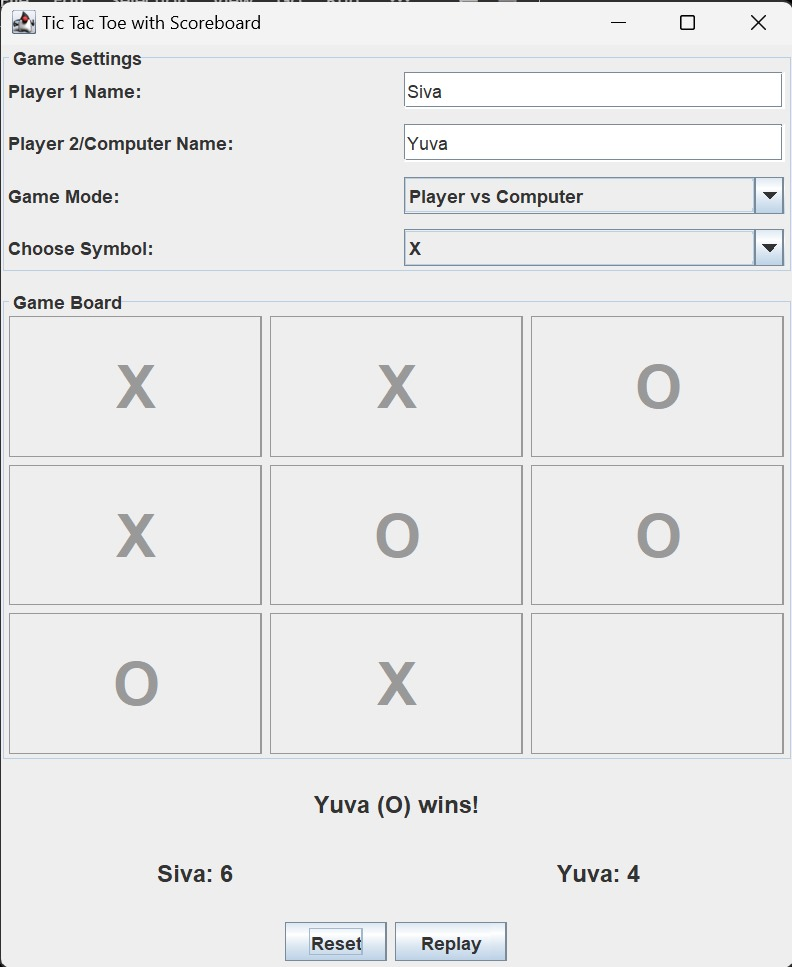 Tic Tac Toe with Scoreboard
Game Settings
Player 1 Name: Siva
Player 2/Computer Name: Yuva
Game Mode: Player vs Computer
Choose Symbol: X
Game Board
X X O
X O O
O X
Yuva (O) wins!
Siva: 6 Yuva: 4
Reset Replay